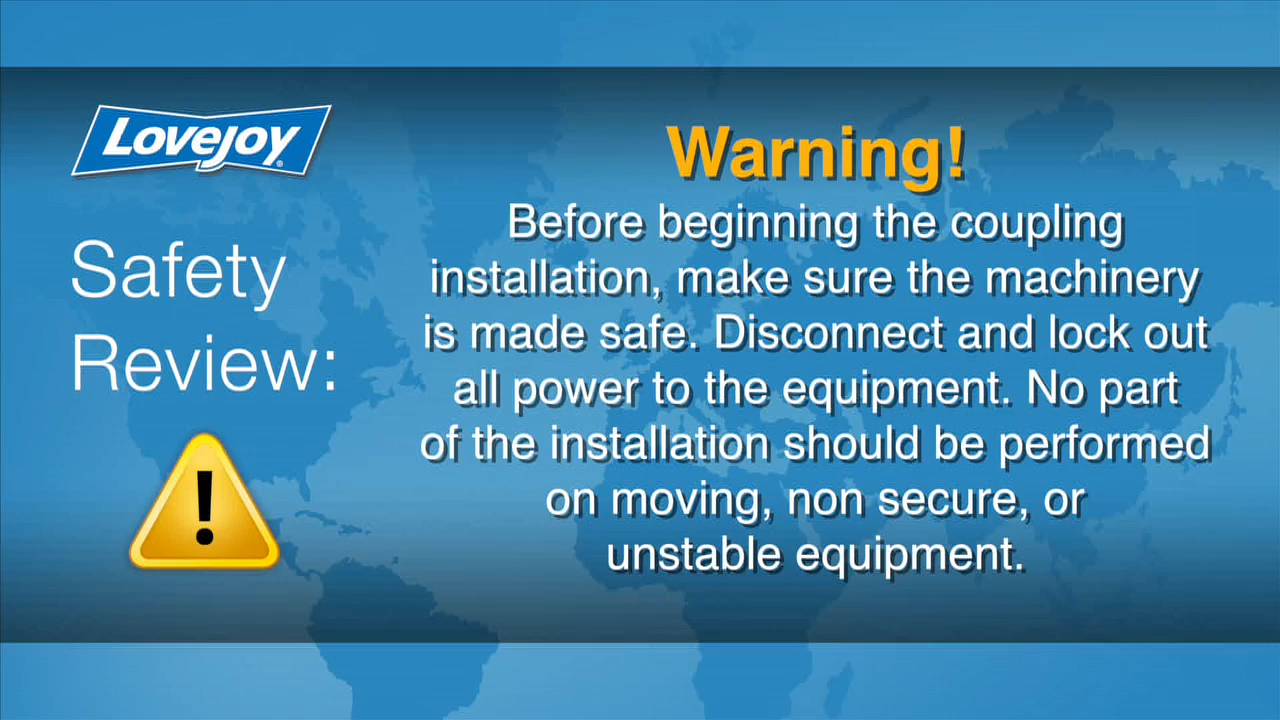 LOVEJOY®
Safety
Review:
!
Warning!
Before beginning the coupling
installation, make sure the machinery
is made safe. Disconnect and lock out
all power to the equipment. No part
of the installation should be performed
on moving, non secure, or
unstable equipment.